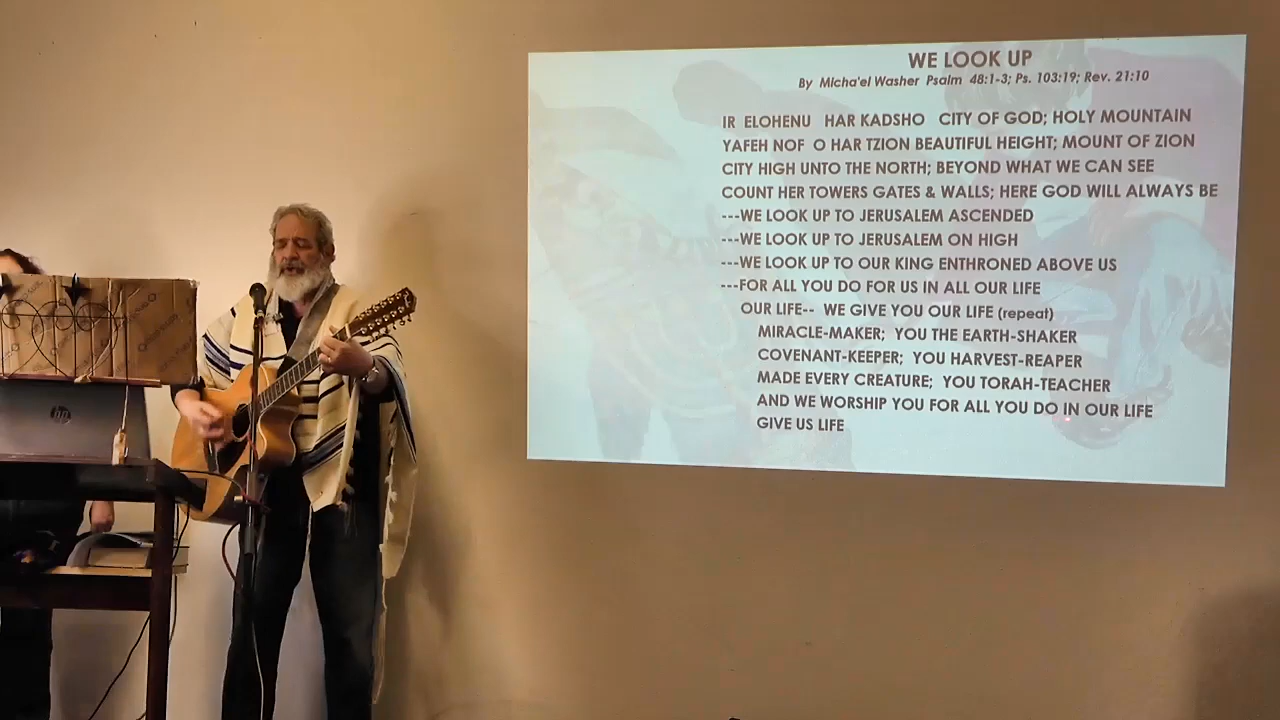 WE LOOK UP
By Micha'el Washer Psalm 48:1-3; Ps. 103:19; Rev. 21:10
IR ELOHENU HAR KADSHO CITY OF GOD; HOLY MOUNTAIN
YAFEH NOF O HAR TZION BEAUTIFUL HEIGHT; MOUNT OF ZION
CITY HIGH UNTO THE NORTH; BEYOND WHAT WE CAN SEE
COUNT HER TOWERS GATES & WALLS; HERE GOD WILL ALWAYS BE
---WE LOOK UP TO JERUSALEM ASCENDED
---WE LOOK UP TO JERUSALEM ON HIGH
---WE LOOK UP TO OUR KING ENTHRONED ABOVE US
---FOR ALL YOU DO FOR US IN ALL OUR LIFE
OUR LIFE-- WE GIVE YOU OUR LIFE (repeat)
MIRACLE-MAKER; YOU THE EARTH-SHAKER
COVENANT-KEEPER; YOU HARVEST-REAPER
MADE EVERY CREATURE; YOU TORAH-TEACHER
AND WE WORSHIP YOU FOR ALL YOU DO IN OUR LIFE
GIVE US LIFE
hp